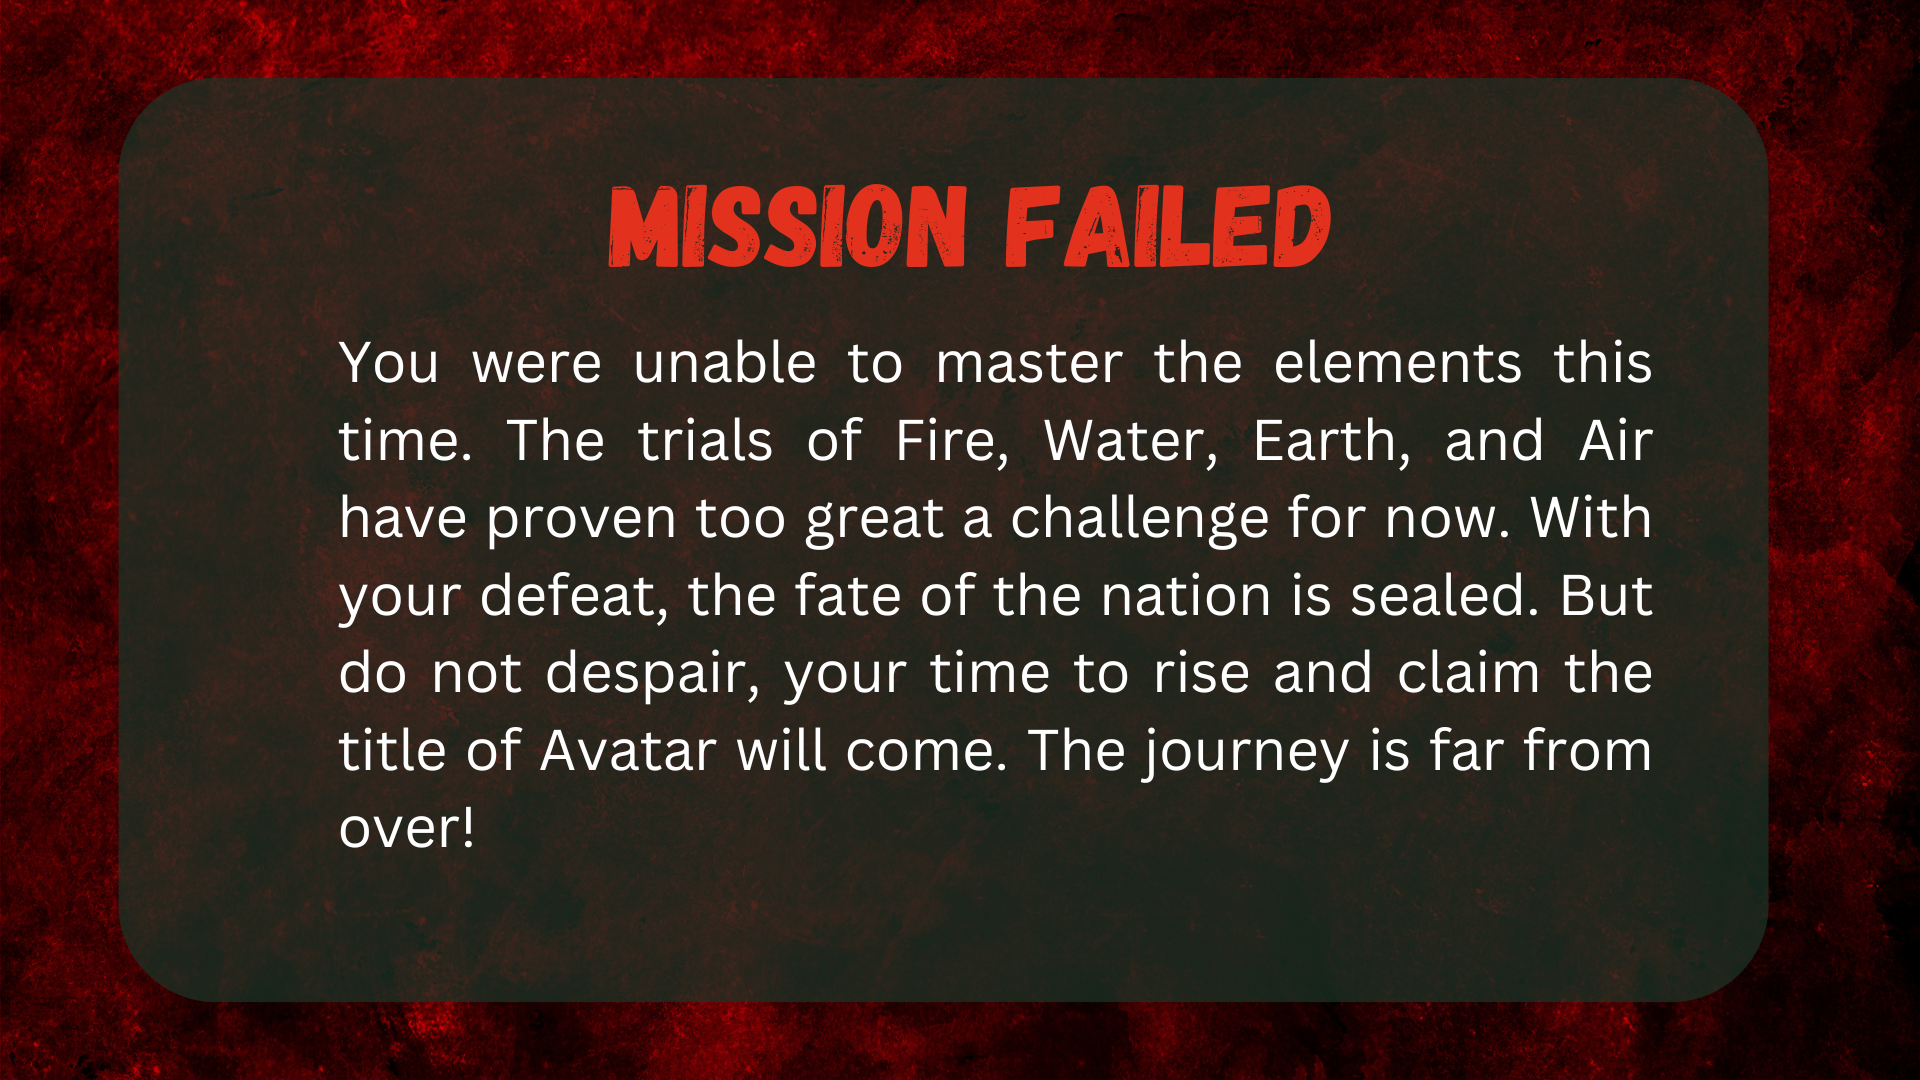 MISSION FAILED
You were unable to master the elements this
time. The trials of Fire, Water, Earth, and Air
have proven too great a challenge for now. With
your defeat, the fate of the nation is sealed. But
do not despair, your time to rise and claim the
title of Avatar will come. The journey is far from
over!